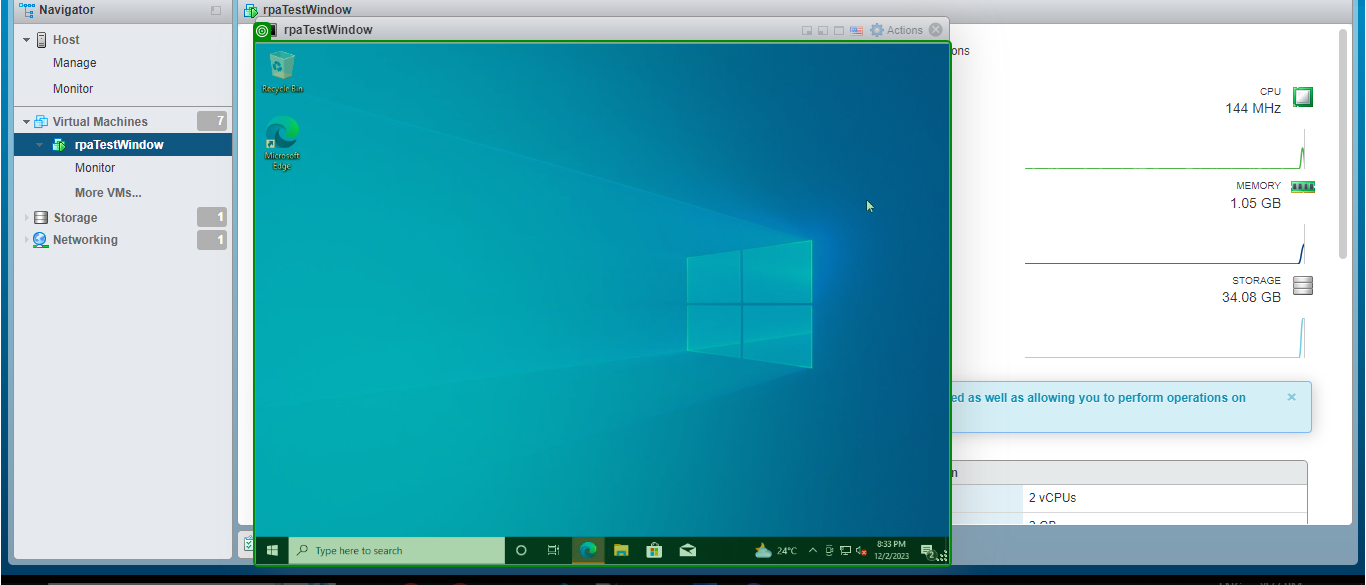 Navigator
Host
Manage
Monitor
Virtual Machines
7
rpaTestWindow
Monitor
More VMs...
Storage
1
Networking
1
rpaTestWindow
rpaTestWindow
Actions
Recycle Bin
Microsoft
Edge
Type here to search
24°C
8:33 PM
12/2/2023
2
ons
CPU
144 MHz
MEMORY
1.05 GB
STORAGE
34.08 GB
ed as well as allowing you to perform operations on
n
2 vCPUs